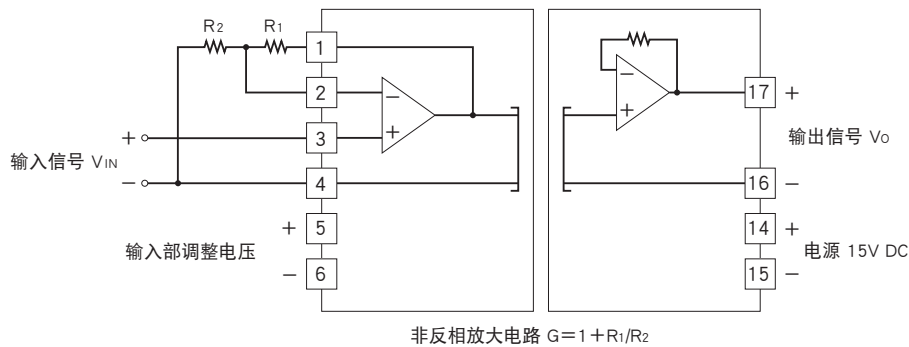 R2 R1
1
2
−
+
3
4
+ 5
− 6
+
输入信号 VIN
−
输入部调整电压
−
+
17 +
输出信号 VO
16 −
14 +
电源 15V DC
15 −
非反相放大电路 G=1+R1/R2